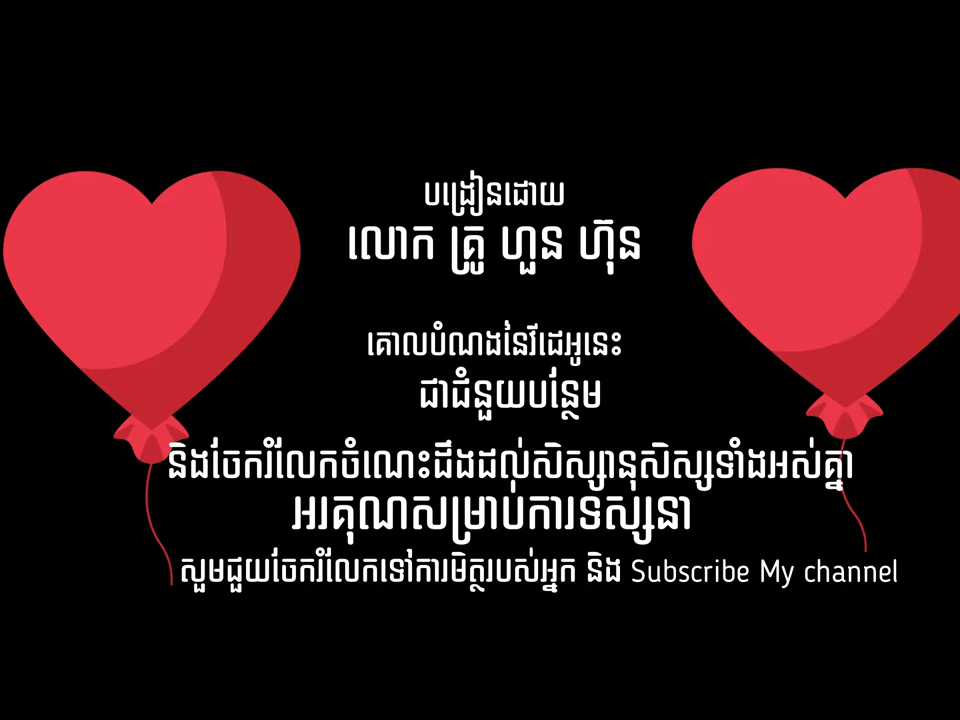 បង្រៀនដោយ
លោក គ្រូ ហួន ហ៊ុន
គោលបំណងនៃវីដេអូនេះ
ជាជំនួយបន្ថែម
និងចែករំលែកចំណេះដឹងដល់សិស្សានុសិស្សទាំងអស់គ្នា
អរគុណសម្រាប់ការទស្សនា
សួមជួយចែករំលែកទៅការមិត្ថរបស់អ្នក និង Subscribe My channel